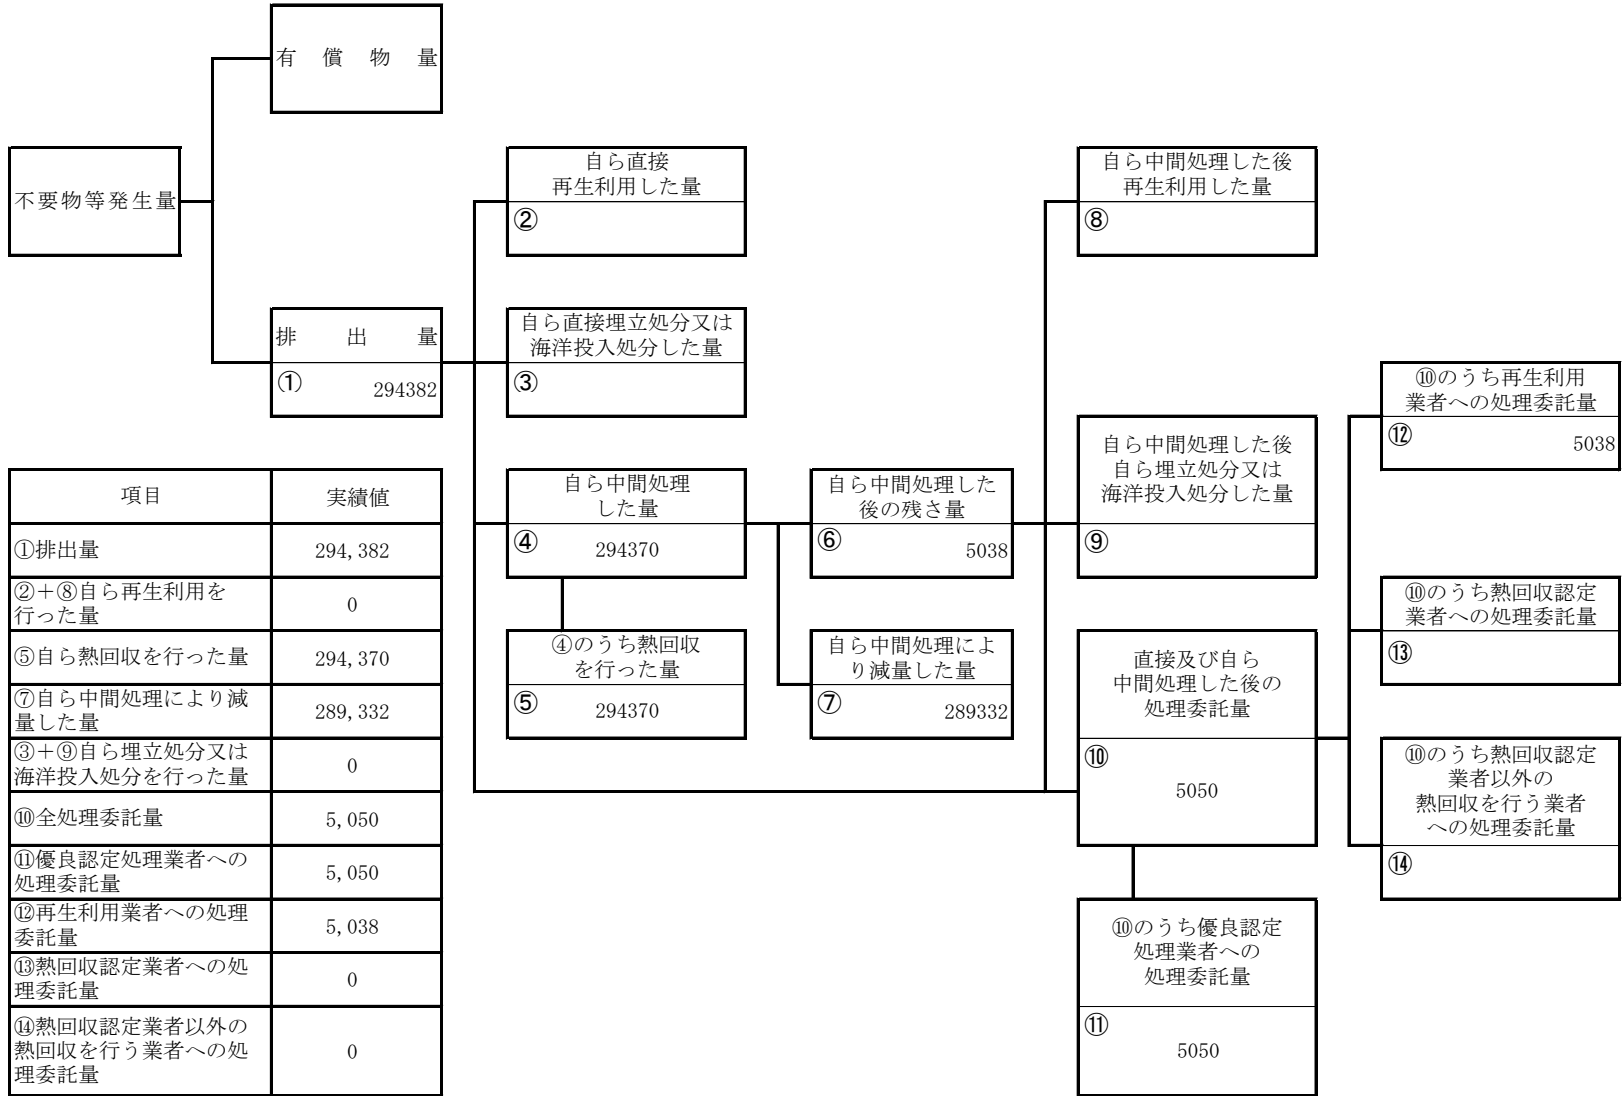 有償物量
不要物等発生量
排出量
① 294382
自ら直接
再生利用した量
②
自ら直接埋立処分又は
海洋投入処分した量
③
自ら中間処理
した量
④ 294370
④のうち熱回収
を行った量
⑤ 294370
自ら中間処理した
後の残さ量
⑥ 5038
自ら中間処理によ
り減量した量
⑦ 289332
自ら中間処理した後
再生利用した量
⑧
自ら中間処理した後
自ら埋立処分又は
海洋投入処分した量
⑨
直接及び自ら
中間処理した後の
処理委託量
⑩
5050
⑩のうち優良認定
処理業者への
処理委託量
⑪
5050
⑩のうち再生利用
業者への処理委託量
⑫ 5038
⑩のうち熱回収認定
業者への処理委託量
⑬
⑩のうち熱回収認定
業者以外の
熱回収を行う業者
への処理委託量
⑭
項目 実績値
①排出量 294,382
②＋⑧自ら再生利用を
行った量 0
⑤自ら熱回収を行った量 294,370
⑦自ら中間処理により減
量した量 289,332
③＋⑨自ら埋立処分又は
海洋投入処分を行った量 0
⑩全処理委託量 5,050
⑪優良認定処理業者への
処理委託量 5,050
⑫再生利用業者への処理
委託量 5,038
⑬熱回収認定業者への処
理委託量 0
⑭熱回収認定業者以外の
熱回収を行う業者への処
理委託量 0